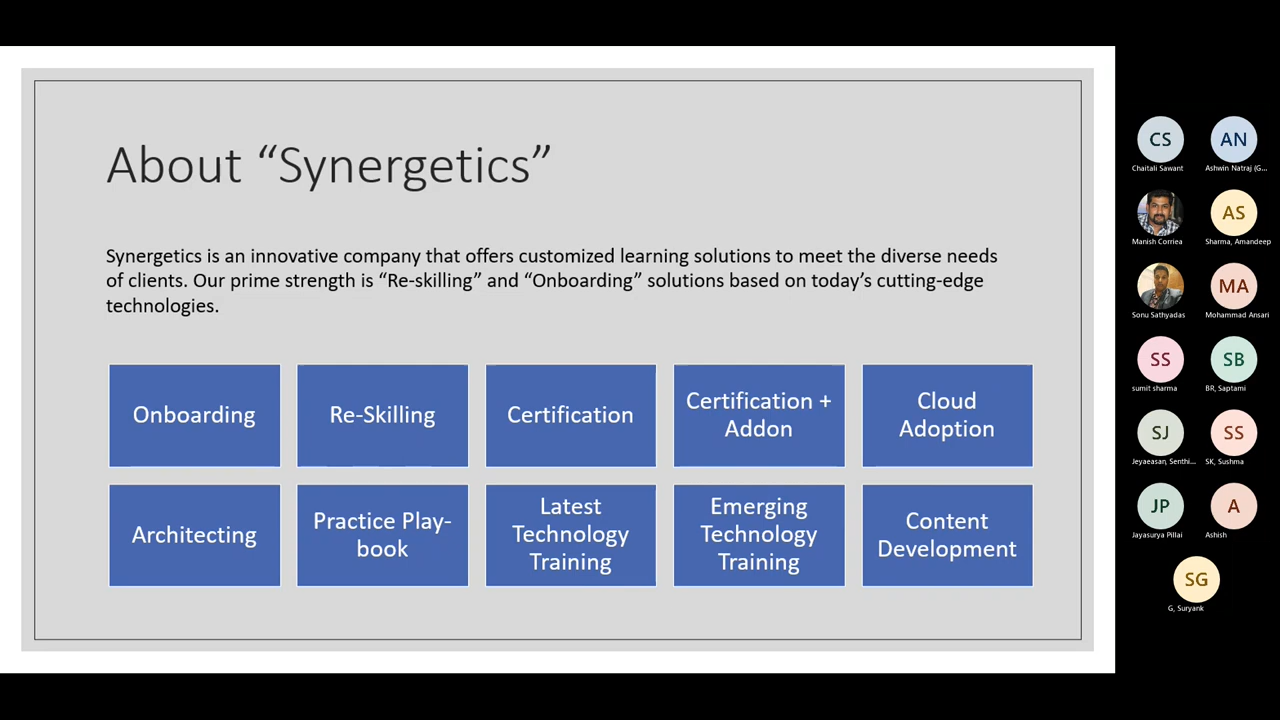 About “Synergetics”
Synergetics is an innovative company that offers customized learning solutions to meet the diverse needs
of clients. Our prime strength is “Re-skilling” and “Onboarding” solutions based on today’s cutting-edge
technologies.
Onboarding
Re-Skilling
Certification
Certification +
Addon
Cloud
Adoption
Architecting
Practice Play-
book
Latest
Technology
Training
Emerging
Technology
Training
Content
Development
CS
Chaitali Sawant
AN
Ashwin Natraj (G...
Manish Corriea
AS
Sharma, Amandeep
Sonu Sathyadas
MA
Mohammad Ansari
SS
sumit sharma
SB
BR, Saptami
SJ
Jeyaeasan, Senthi...
SS
SK, Sushma
JP
Jayasurya Pillai
A
Ashish
SG
G, Suryank